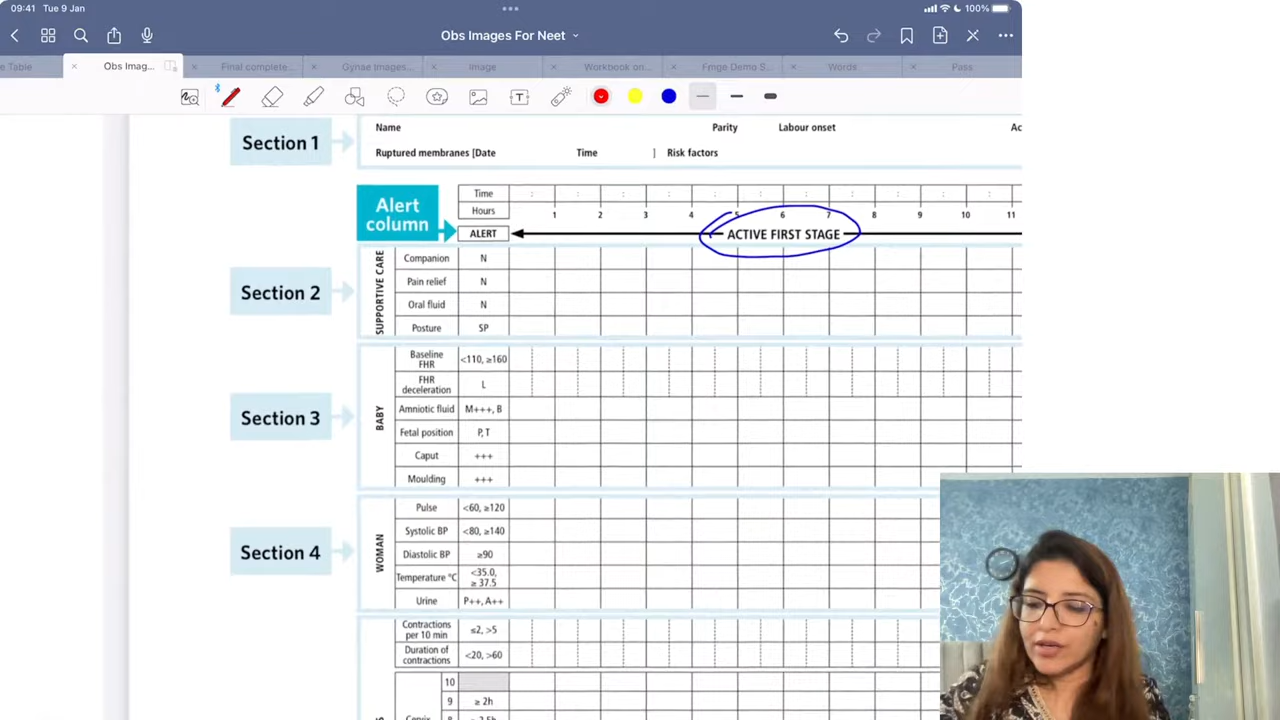 09:41 Tue 9 Jan
100%
Obs Images For Neet
e Table
Obs Imag...
Final complete...
Gynae Images...
Image
Workbook on...
Fmge Demo S...
Words
Pass
Section 1
Name Parity Labour onset Ac
Ruptured membranes [Date Time ] Risk factors
Alert column
Time : : : : : : : : : : :
Hours 1 2 3 4 5 6 7 8 9 10 11
ALERT ACTIVE FIRST STAGE
Section 2
SUPPORTIVE CARE
Companion N
Pain relief N
Oral fluid N
Posture SP
Section 3
BABY
Baseline FHR <110, ≥160
FHR deceleration L
Amniotic fluid M+++, B
Fetal position P, T
Caput +++
Moulding +++
Section 4
WOMAN
Pulse <60, ≥120
Systolic BP <80, ≥140
Diastolic BP ≥90
Temperature °C <35.0, ≥ 37.5
Urine P++, A++
Contractions per 10 min ≤2, >5
Duration of contractions <20, >60
10
9 ≥ 2h